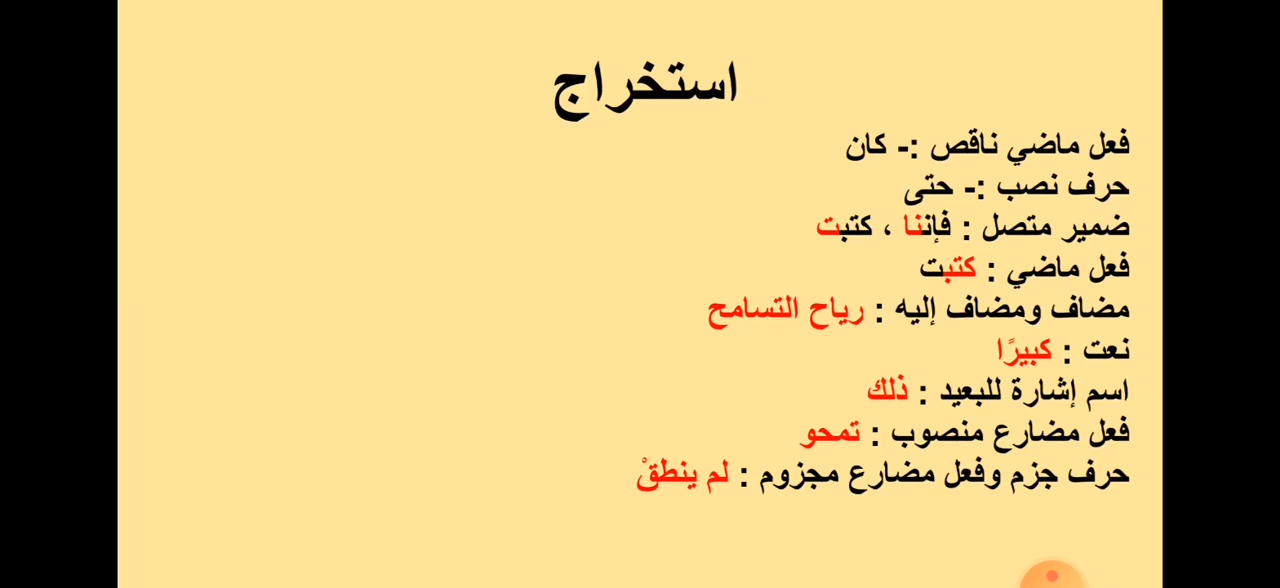 استخراج
فعل ماضي ناقص :- كان
حرف نصب :- حتى
ضمير متصل : فإننا ، كتبت
فعل ماضي : كتبت
مضاف ومضاف إليه : رياح التسامح
نعت : كبيرًا
اسم إشارة للبعيد : ذلك
فعل مضارع منصوب : تمحو
حرف جزم وفعل مضارع مجزوم : لم ينطقْ